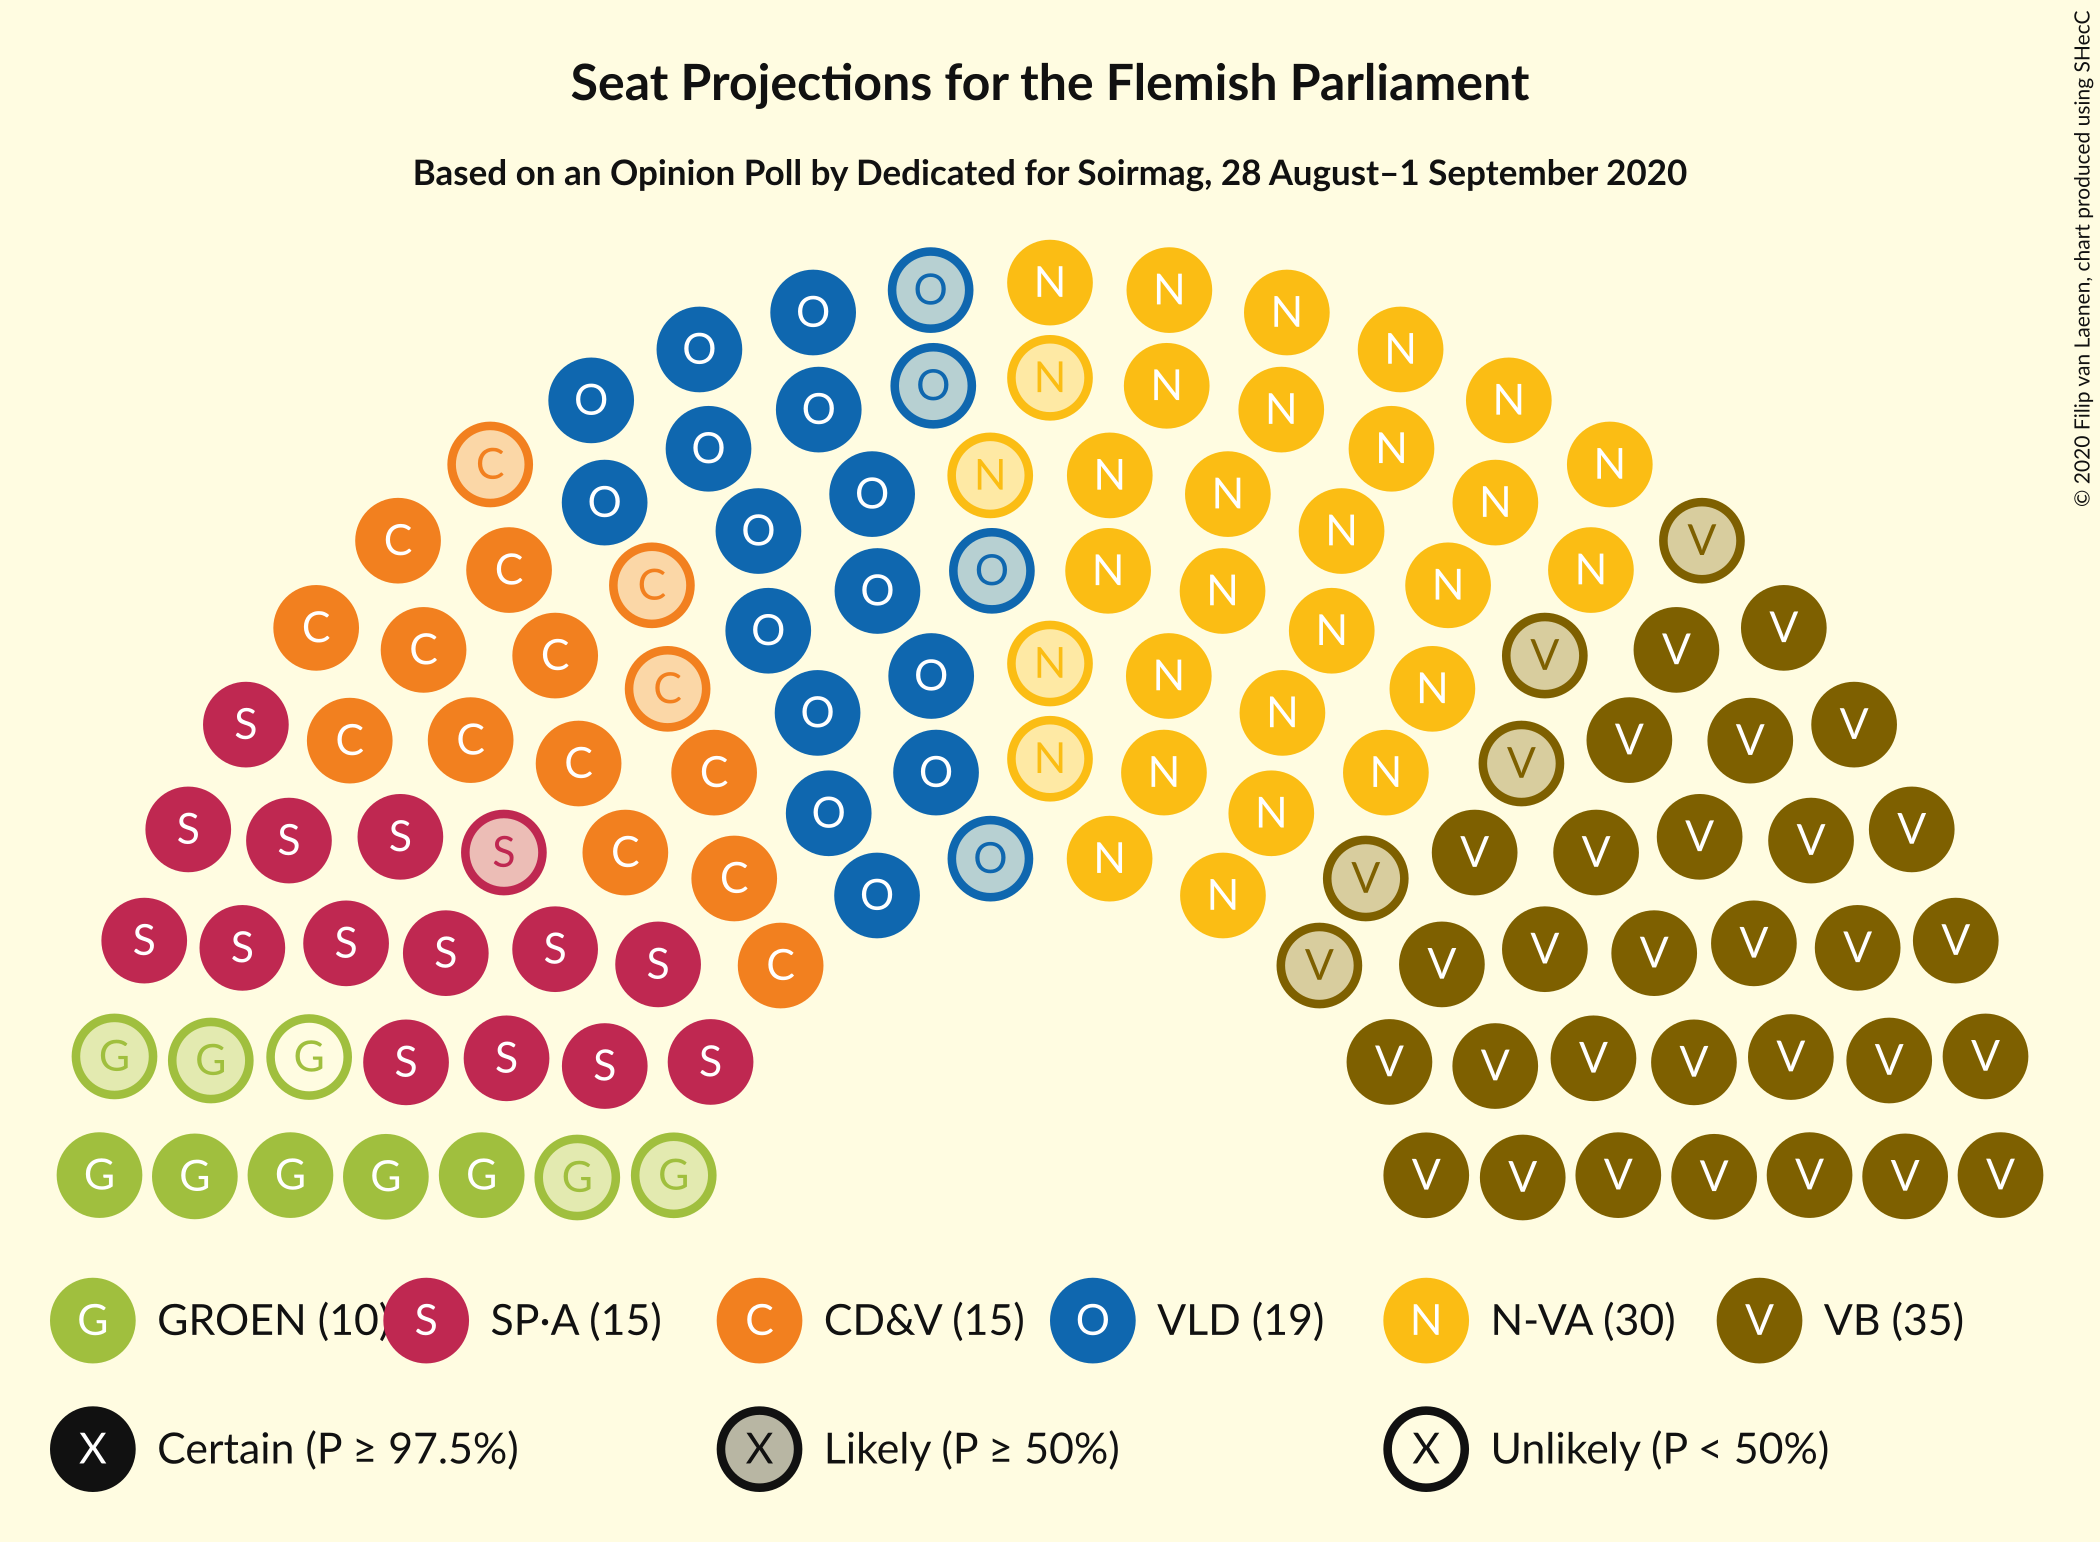 Seat Projections for the Flemish Parliament
Based on an Opinion Poll by Dedicated for Soirmag, 28 August–1 September 2020
© 2020 Filip van Laenen, chart produced using SHecC
O N N N N
O O O N N N N N
O O O N N N N
C O O N N N N N
C C C O O O N N N N N V
C C C O O N N N V V V
S C C C O N N N N V V V
S S S S C C O O N N N N V V V V V
C O O N N V V
S S S S S S C V V V V V V V
G G G S S S S V V V V V V V
G G G G G G G V V V V V V V
G GROEN (10) S SP·A (15) C CD&V (15) O VLD (19) N N-VA (30) V VB (35)
X Certain (P ≥ 97.5%) X Likely (P ≥ 50%) X Unlikely (P < 50%)